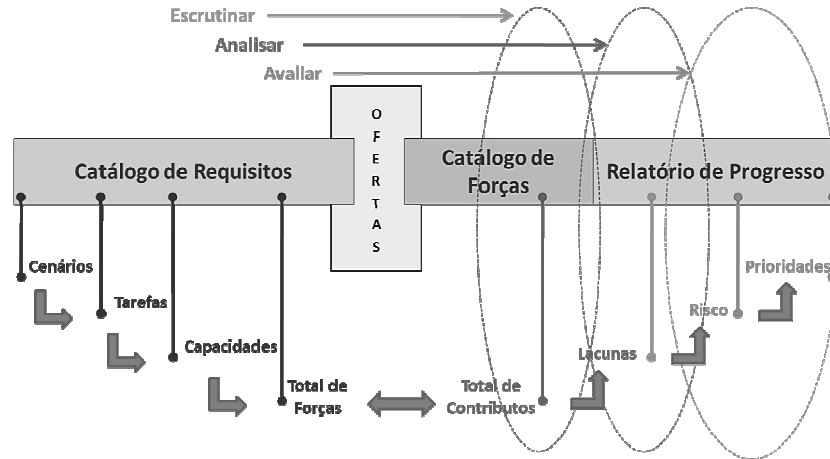 Escrutinar
Analisar
Avaliar
OFERTAS
Catálogo de Requisitos
Catálogo de
Forças
Relatório de Progresso
Cenários
Tarefas
Capacidades
Total de
Forças
Total de
Contributos
Lacunas
Risco
Prioridades